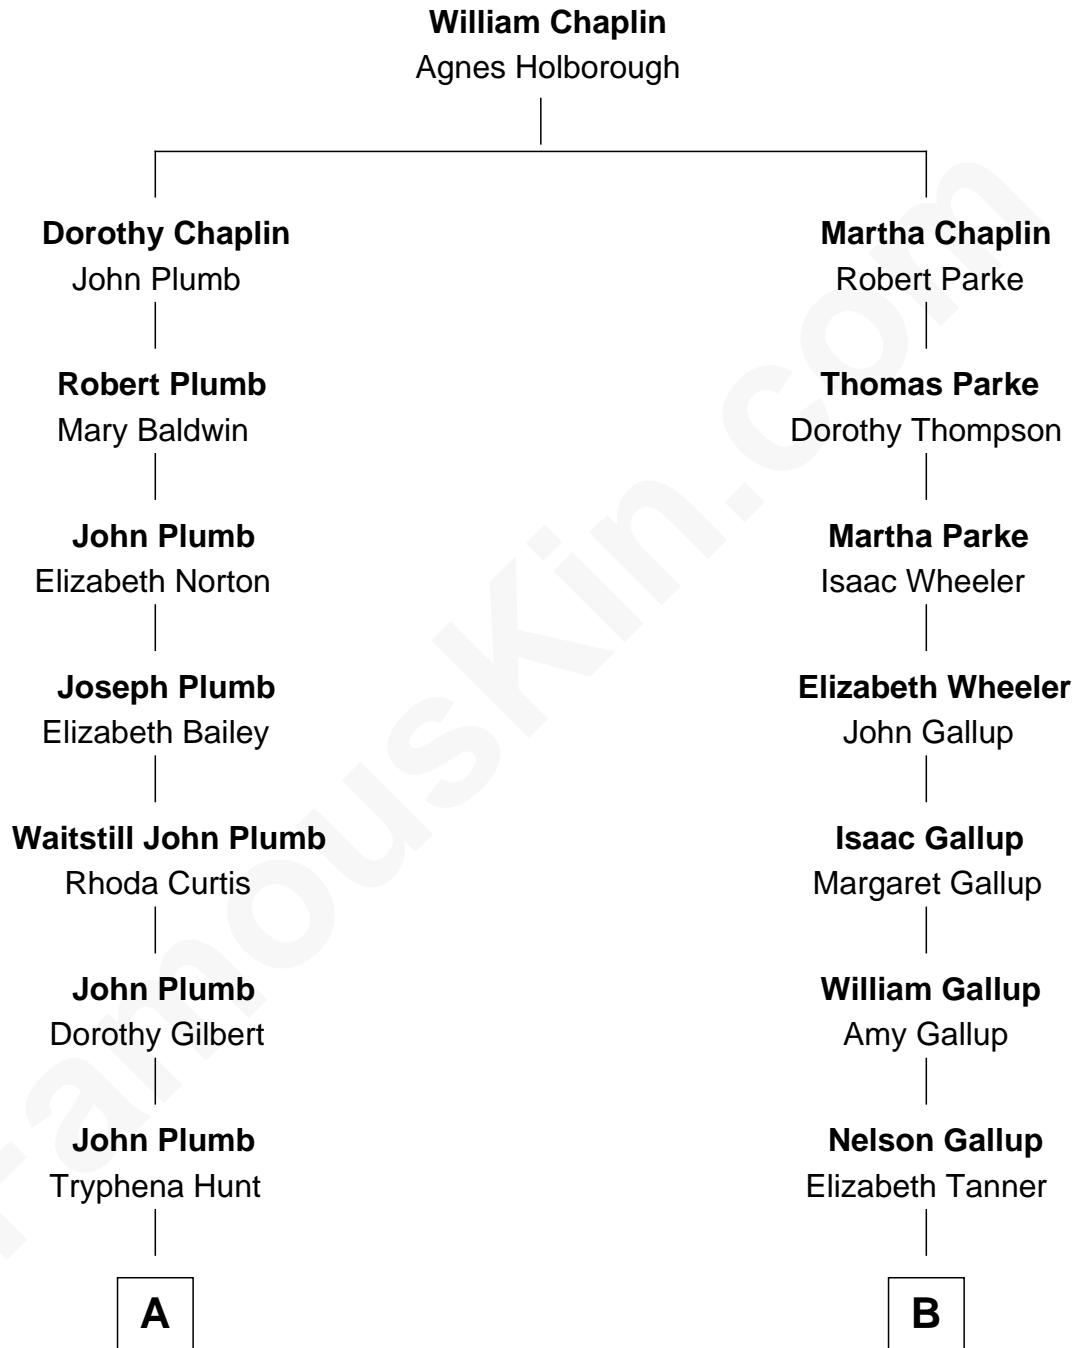 William Chaplin
Agnes Holborough
Dorothy Chaplin
John Plumb
Martha Chaplin
Robert Parke
Robert Plumb
Mary Baldwin
Thomas Parke
Dorothy Thompson
John Plumb
Elizabeth Norton
Martha Parke
Isaac Wheeler
Joseph Plumb
Elizabeth Bailey
Elizabeth Wheeler
John Gallup
Waitstill John Plumb
Rhoda Curtis
Isaac Gallup
Margaret Gallup
John Plumb
Dorothy Gilbert
William Gallup
Amy Gallup
John Plumb
Tryphena Hunt
Nelson Gallup
Elizabeth Tanner
A
B
FamousKin.com